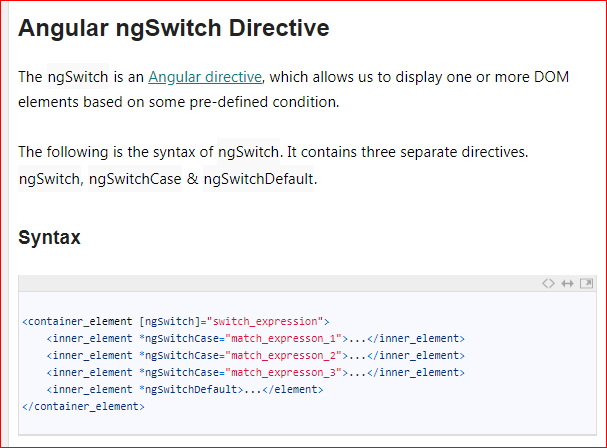 Angular ngSwitch Directive
The ngSwitch is an Angular directive, which allows us to display one or more DOM
elements based on some pre-defined condition.
The following is the syntax of ngSwitch. It contains three separate directives.
ngSwitch, ngSwitchCase & ngSwitchDefault.
Syntax
<container_element [ngSwitch]="switch_expression">
    <inner_element *ngSwitchCase="match_expresson_1">...</inner_element>
    <inner_element *ngSwitchCase="match_expresson_2">...</inner_element>
    <inner_element *ngSwitchCase="match_expresson_3">...</inner_element>
    <inner_element *ngSwitchDefault>...</element>
</container_element>